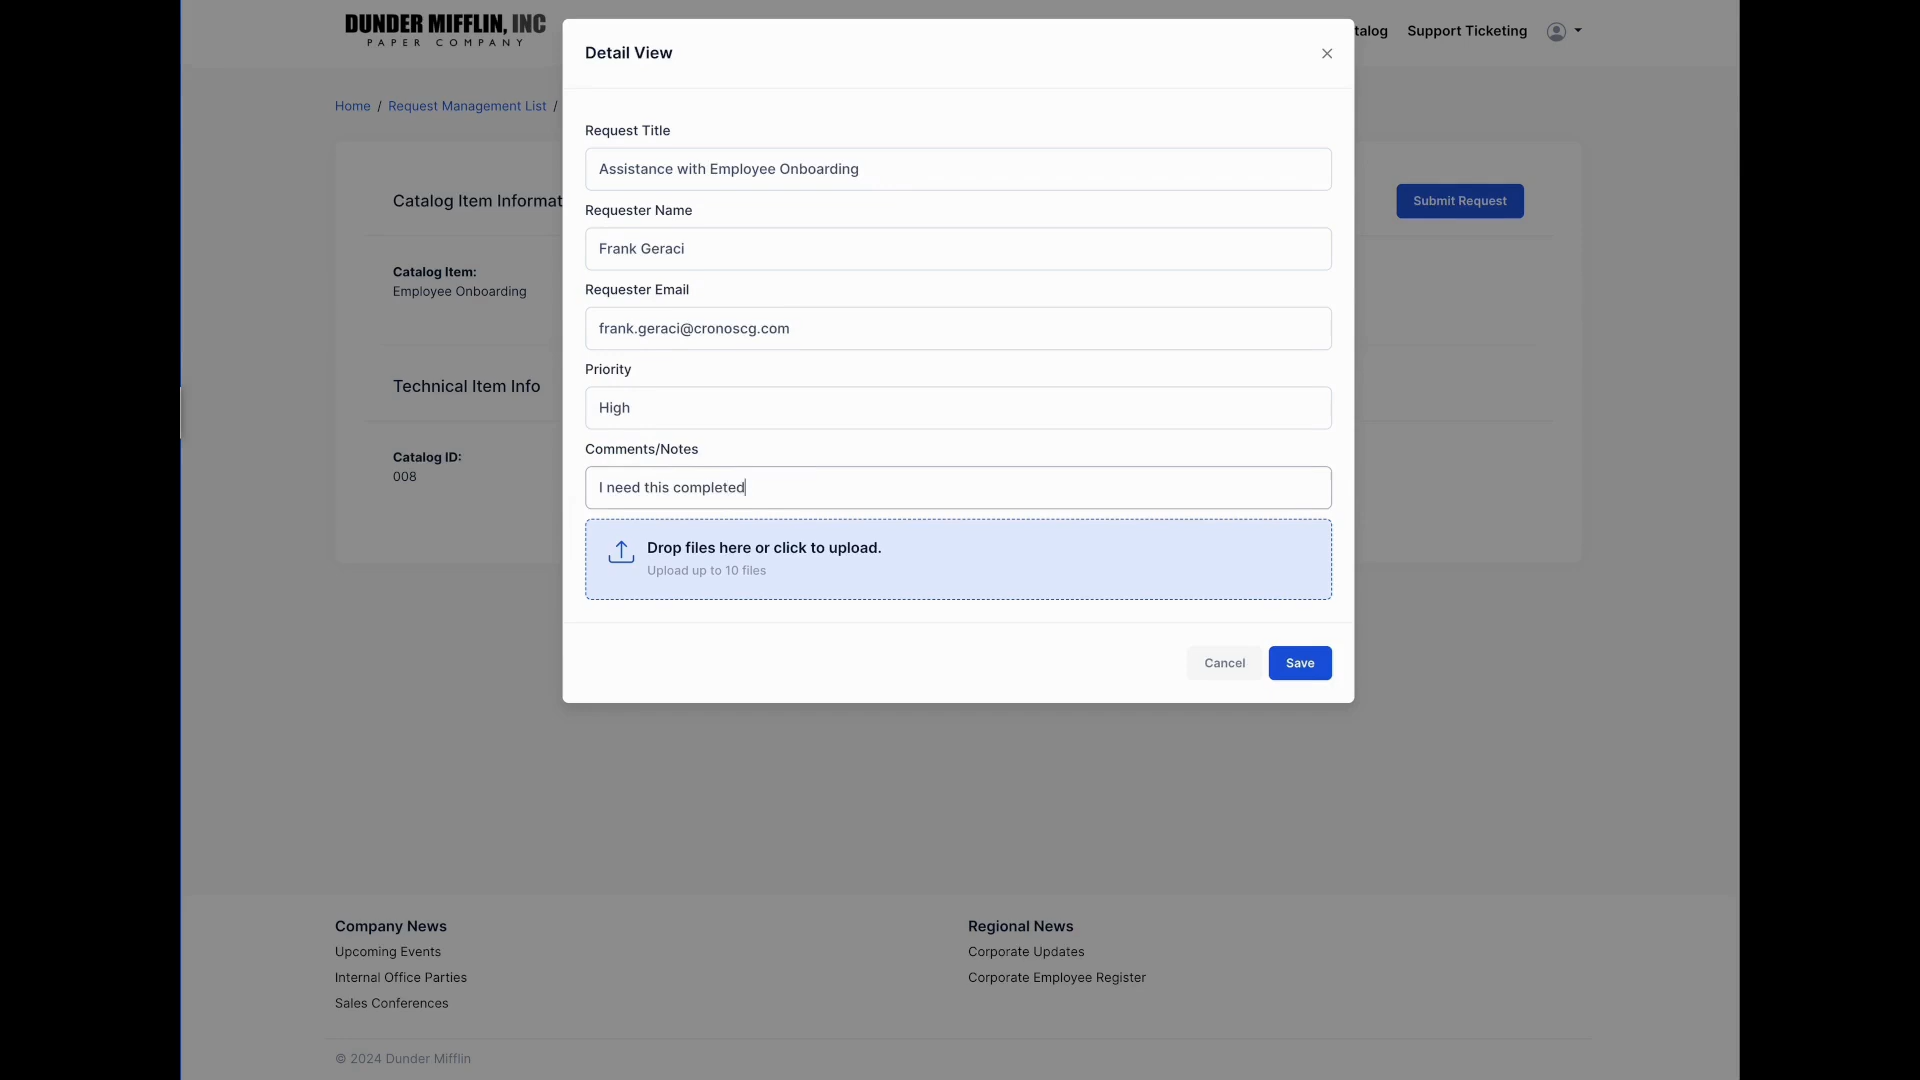 DUNDER MIFFLIN, INC
PAPER COMPANY
talog
Support Ticketing
Home / Request Management List /
Catalog Item Informat
Submit Request
Catalog Item:
Employee Onboarding
Technical Item Info
Catalog ID:
008
Detail View
Request Title
Assistance with Employee Onboarding
Requester Name
Frank Geraci
Requester Email
frank.geraci@cronoscg.com
Priority
High
Comments/Notes
I need this completed
Drop files here or click to upload.
Upload up to 10 files
Cancel
Save
Company News
Upcoming Events
Internal Office Parties
Sales Conferences
Regional News
Corporate Updates
Corporate Employee Register
© 2024 Dunder Mifflin